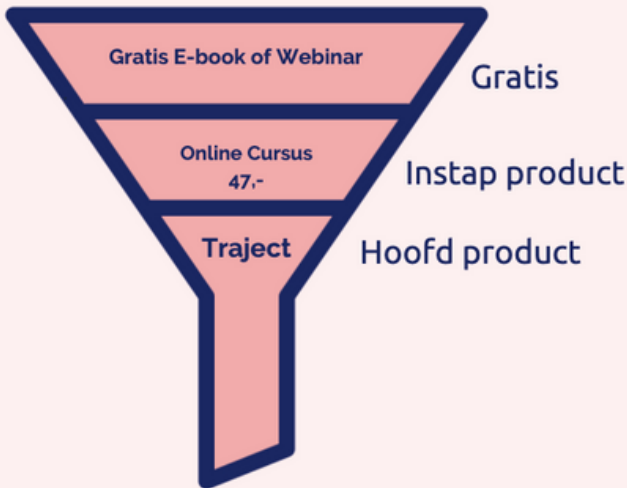 Gratis E-book of Webinar
Gratis
Online Cursus
47,-
Instap product
Traject
Hoofd product